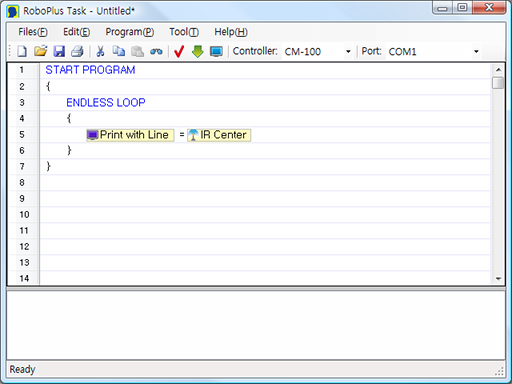 RoboPlus Task - Untitled*
Files(F) Edit(E) Program(P) Tool(T) Help(H)
Controller: CM-100 Port: COM1
1 START PROGRAM
2 {
3 ENDLESS LOOP
4 {
5 Print with Line = IR Center
6 }
7 }
8
9
10
11
12
13
14
Ready